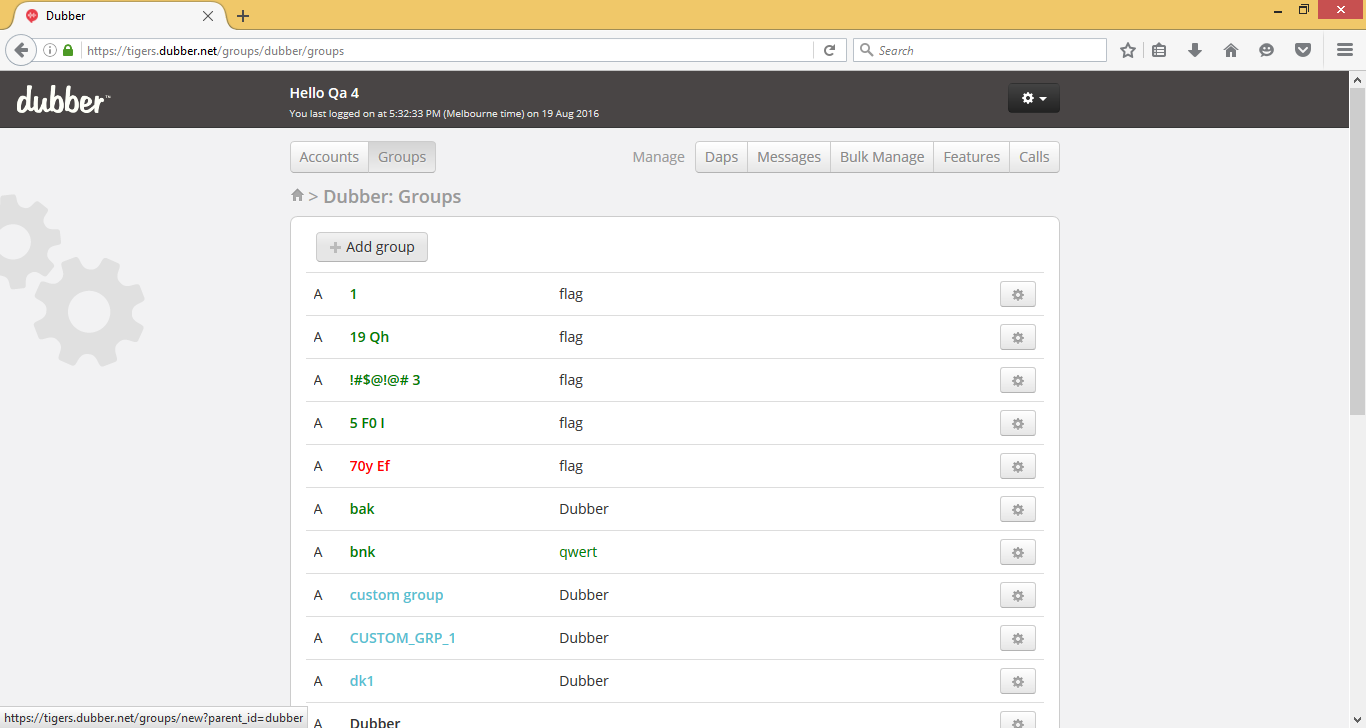 Dubber
https://tigers.dubber.net/groups/dubber/groups
Search
dubber™
Hello Qa 4
You last logged on at 5:32:33 PM (Melbourne time) on 19 Aug 2016
Accounts Groups Manage Daps Messages Bulk Manage Features Calls
> Dubber: Groups
+ Add group
A 1 flag
A 19 Qh flag
A !#$@!@# 3 flag
A 5 F0 I flag
A 70y Ef flag
A bak Dubber
A bnk qwert
A custom group Dubber
A CUSTOM_GRP_1 Dubber
A dk1 Dubber
A Dubber
https://tigers.dubber.net/groups/new?parent_id=dubber